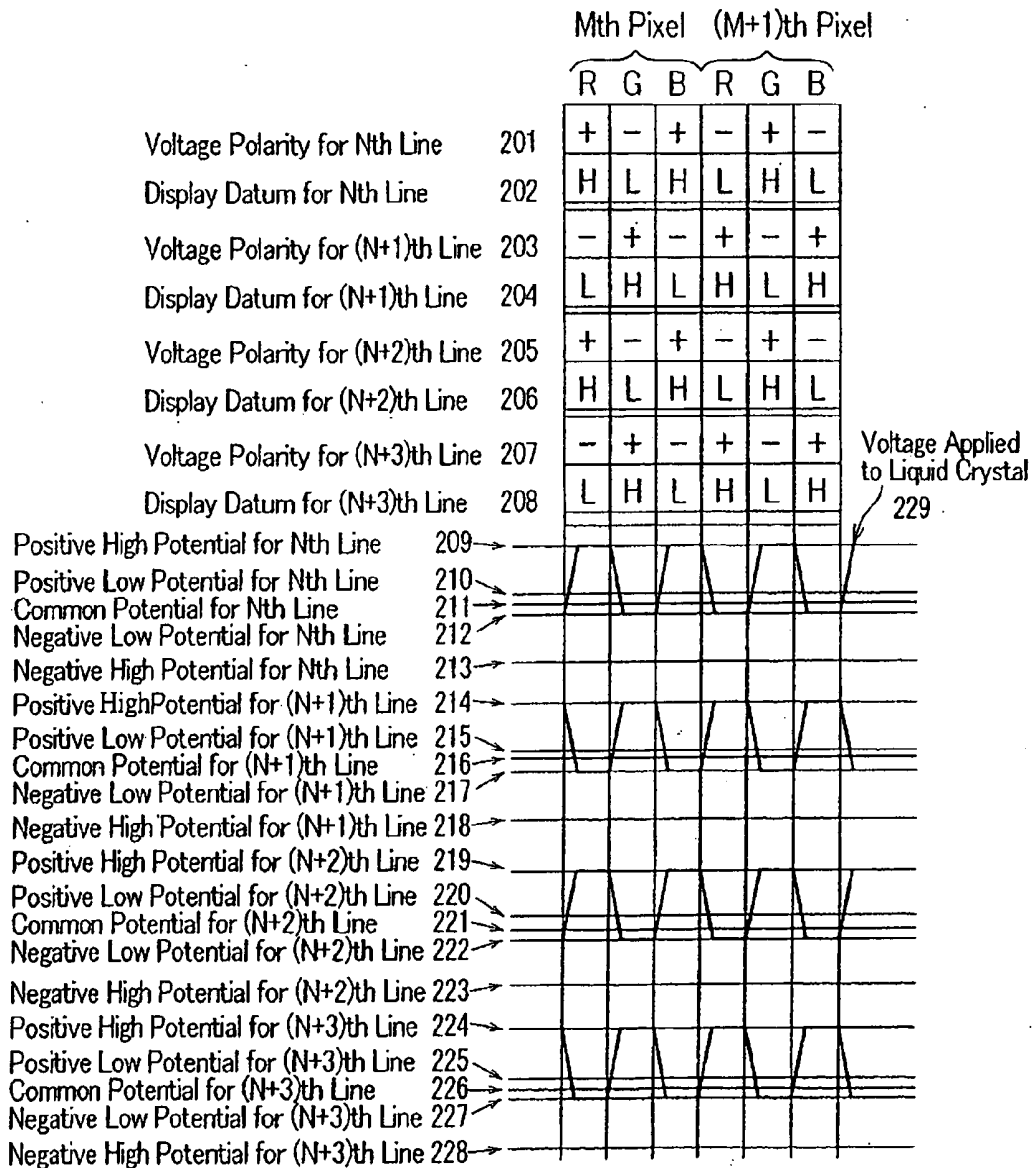 Mth Pixel (M+1)th Pixel
R G B R G B
Voltage Polarity for Nth Line 201 + − + − + −
Display Datum for Nth Line 202 H L H L H L
Voltage Polarity for (N+1)th Line 203 − + − + − +
Display Datum for (N+1)th Line 204 L H L H L H
Voltage Polarity for (N+2)th Line 205 + − + − + −
Display Datum for (N+2)th Line 206 H L H L H L
Voltage Polarity for (N+3)th Line 207 − + − + − +
Display Datum for (N+3)th Line 208 L H L H L H
Voltage Applied
to Liquid Crystal
229
Positive High Potential for Nth Line 209
Positive Low Potential for Nth Line 210
Common Potential for Nth Line 211
Negative Low Potential for Nth Line 212
Negative High Potential for Nth Line 213
Positive HighPotential for (N+1)th Line 214
Positive Low Potential for (N+1)th Line 215
Common Potential for (N+1)th Line 216
Negative Low Potential for (N+1)th Line 217
Negative High Potential for (N+1)th Line 218
Positive High Potential for (N+2)th Line 219
Positive Low Potential for (N+2)th Line 220
Common Potential for (N+2)th Line 221
Negative Low Potential for (N+2)th Line 222
Negative High Potential for (N+2)th Line 223
Positive High Potential for (N+3)th Line 224
Positive Low Potential for (N+3)th Line 225
Common Potential for (N+3)th Line 226
Negative Low Potential for (N+3)th Line 227
Negative High Potential for (N+3)th Line 228